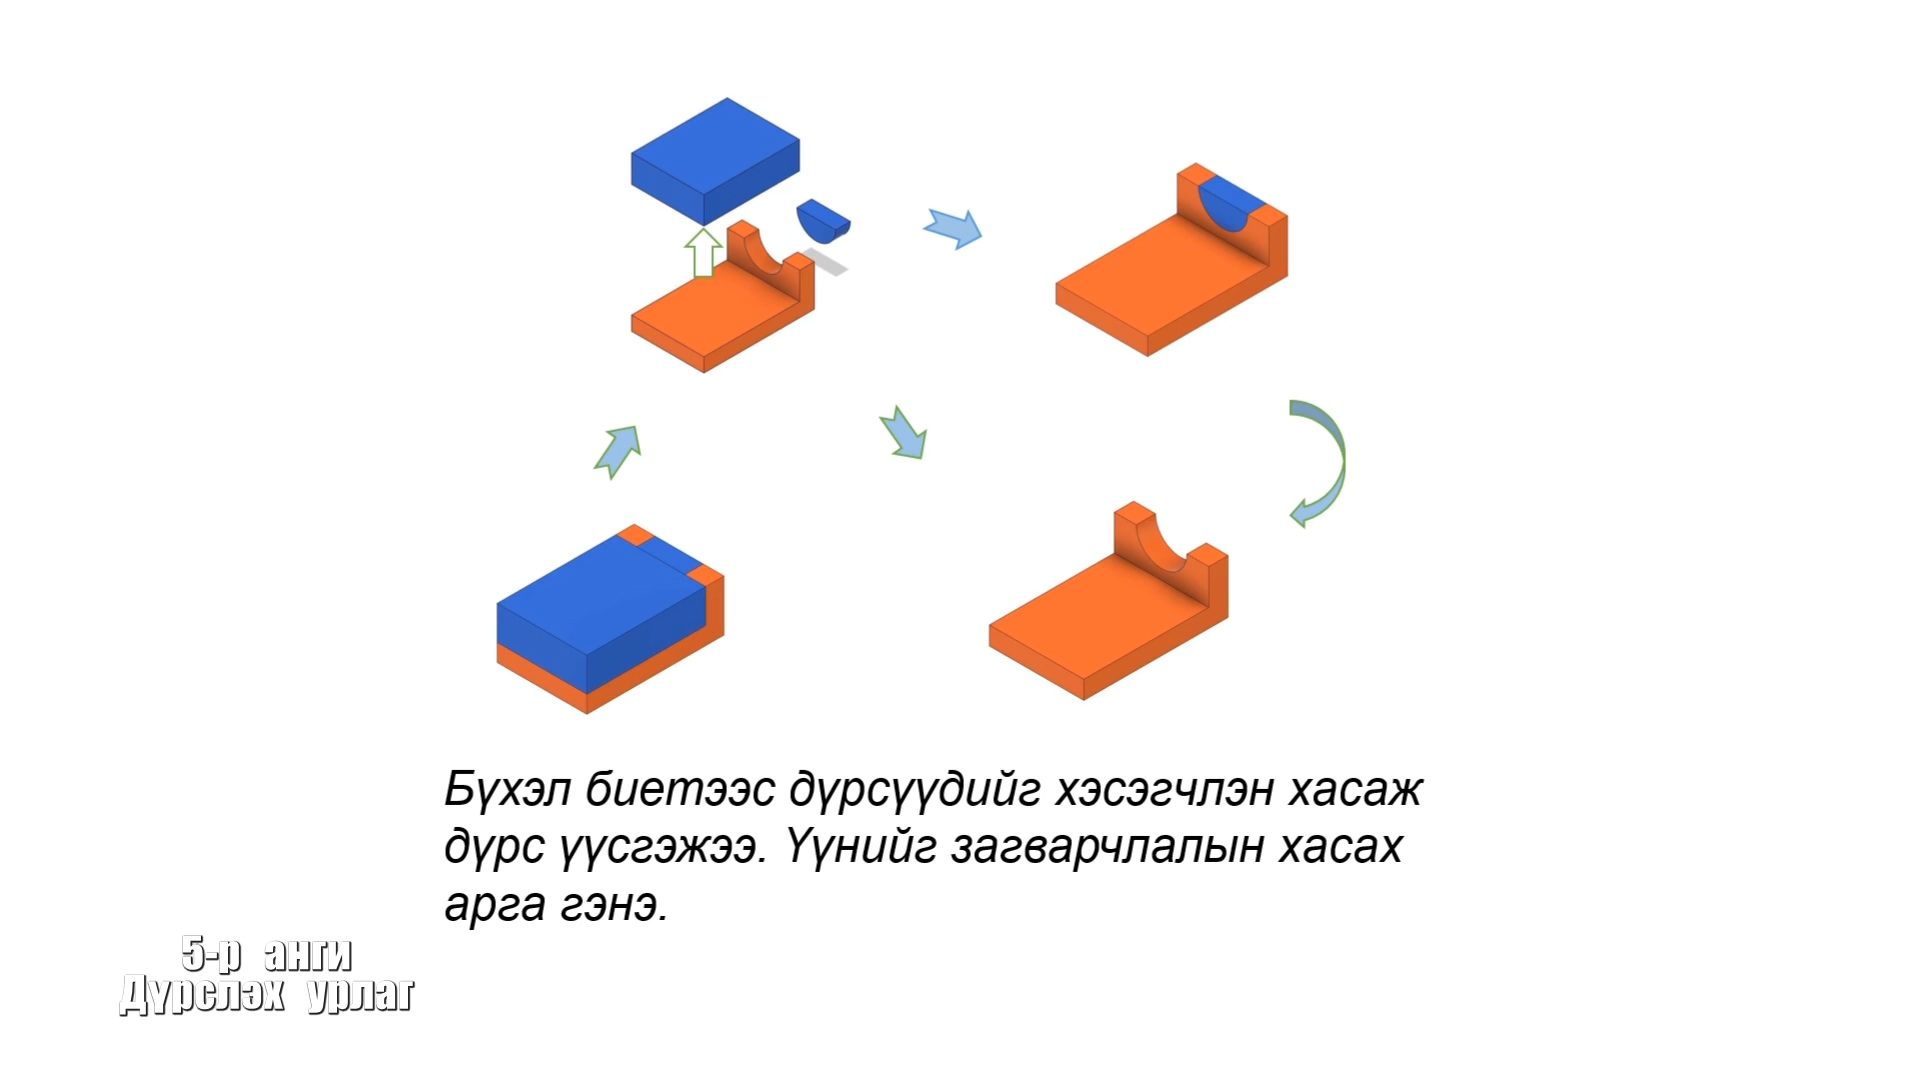 Бүхэл биетээс дүрсүүдийг хэсэгчлэн хасаж
дүрс үүсгэжээ. Үүнийг загварчлалын хасах
арга гэнэ.
5-р анги
Дүрслэх урлаг